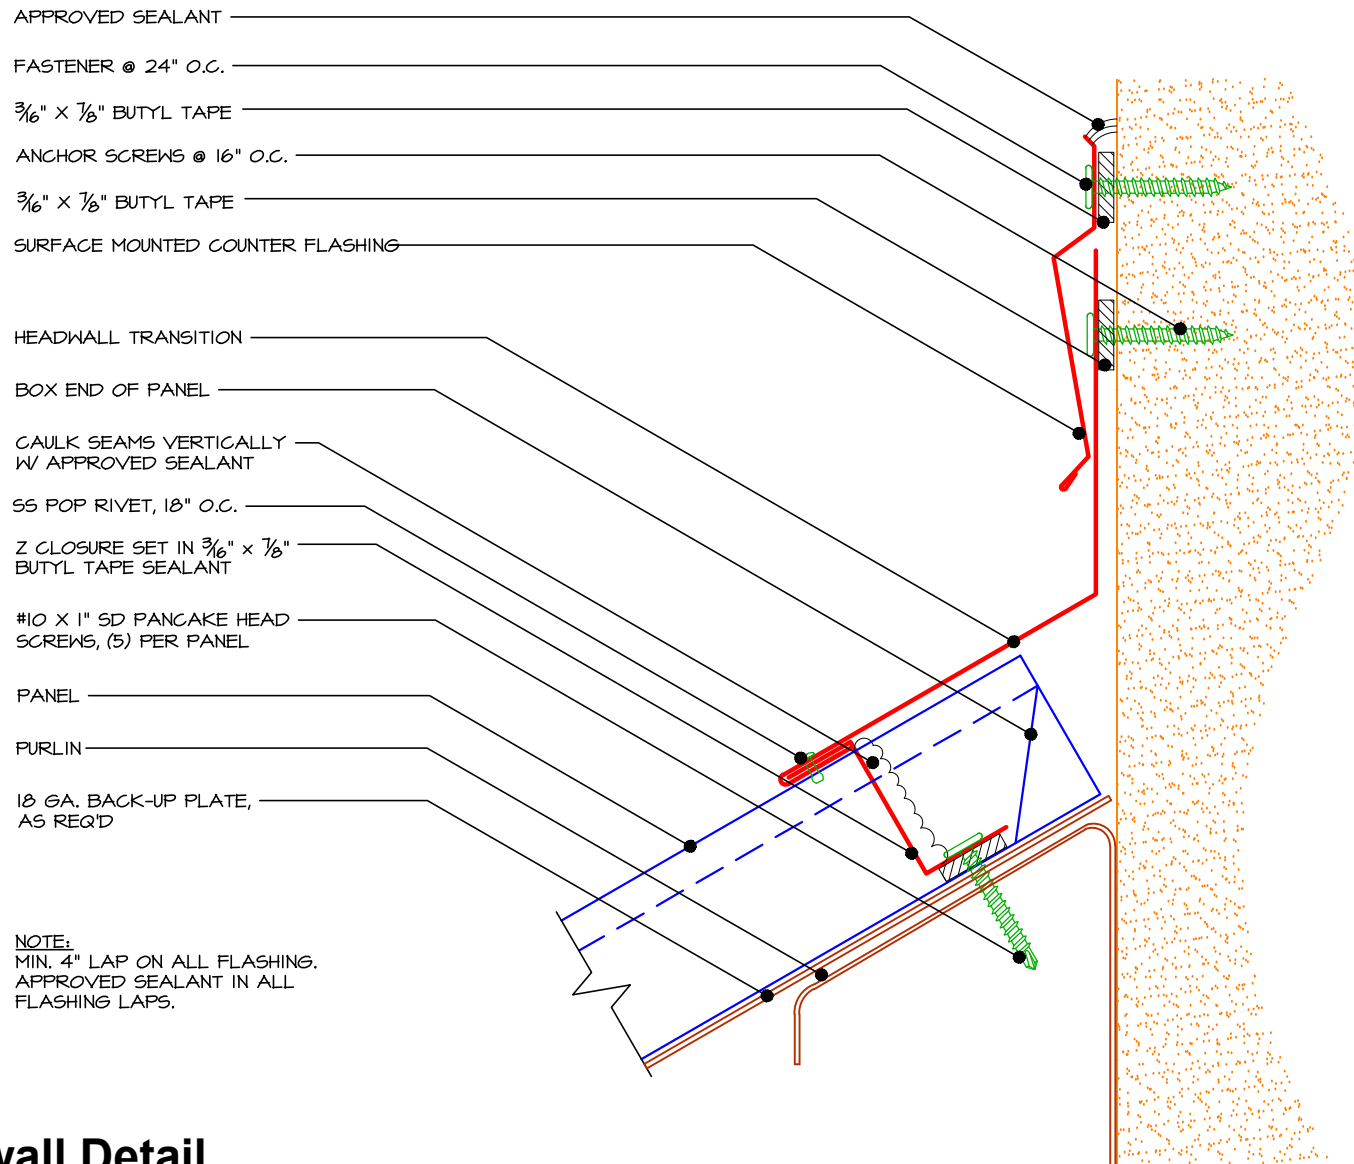 APPROVED SEALANT
FASTENER @ 24" O.C.
3/16" X 7/8" BUTYL TAPE
ANCHOR SCREWS @ 16" O.C.
3/16" X 7/8" BUTYL TAPE
SURFACE MOUNTED COUNTER FLASHING
HEADWALL TRANSITION
BOX END OF PANEL
CAULK SEAMS VERTICALLY
W/ APPROVED SEALANT
SS POP RIVET, 18" O.C.
Z CLOSURE SET IN 3/16" x 7/8"
BUTYL TAPE SEALANT
#10 X 1" SD PANCAKE HEAD
SCREWS, (5) PER PANEL
PANEL
PURLIN
18 GA. BACK-UP PLATE,
AS REQ'D
NOTE:
MIN. 4" LAP ON ALL FLASHING.
APPROVED SEALANT IN ALL
FLASHING LAPS.
wall Detail